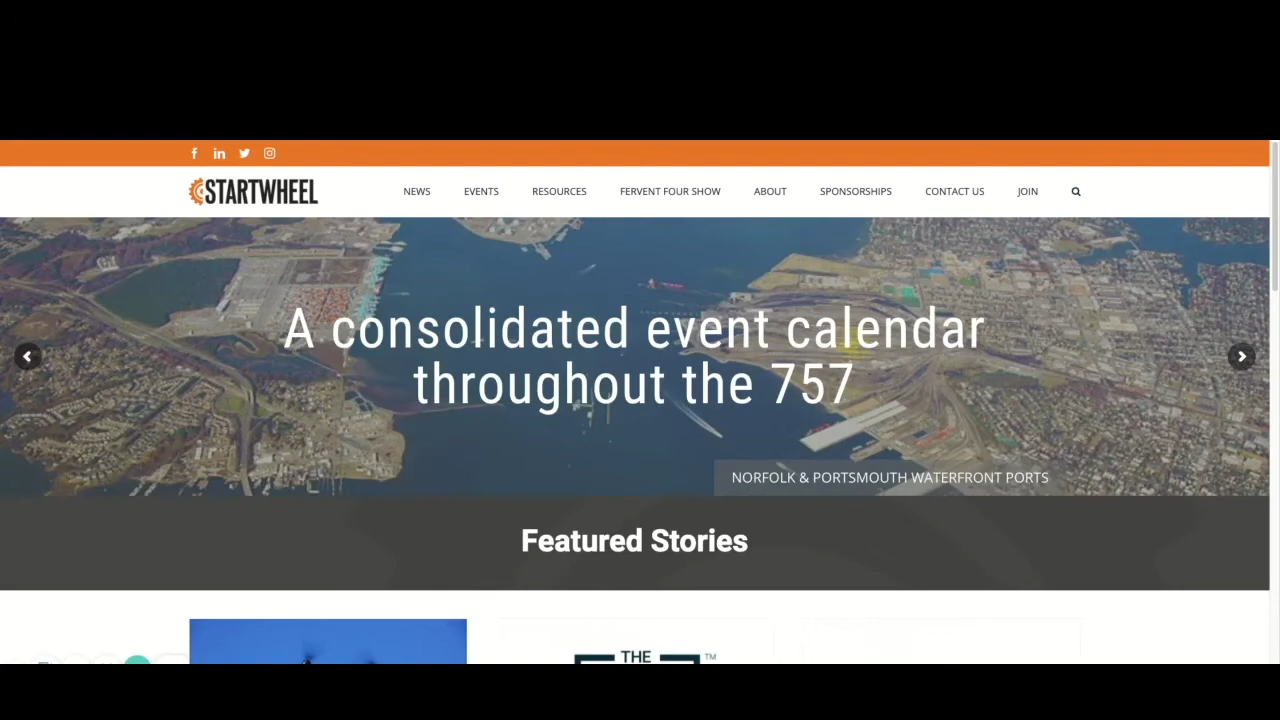 STARTWHEEL
NEWS EVENTS RESOURCES FERVENT FOUR SHOW ABOUT SPONSORSHIPS CONTACT US JOIN
A consolidated event calendar
throughout the 757
NORFOLK & PORTSMOUTH WATERFRONT PORTS
Featured Stories
THE TM